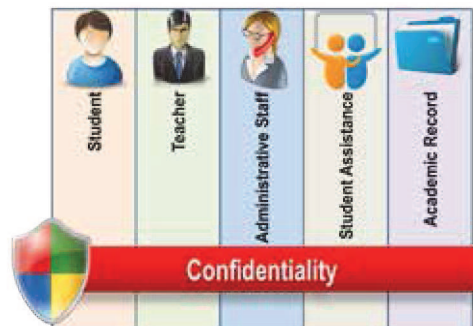 Student
Teacher
Administrative Staff
Student Assistance
Academic Record
Confidentiality